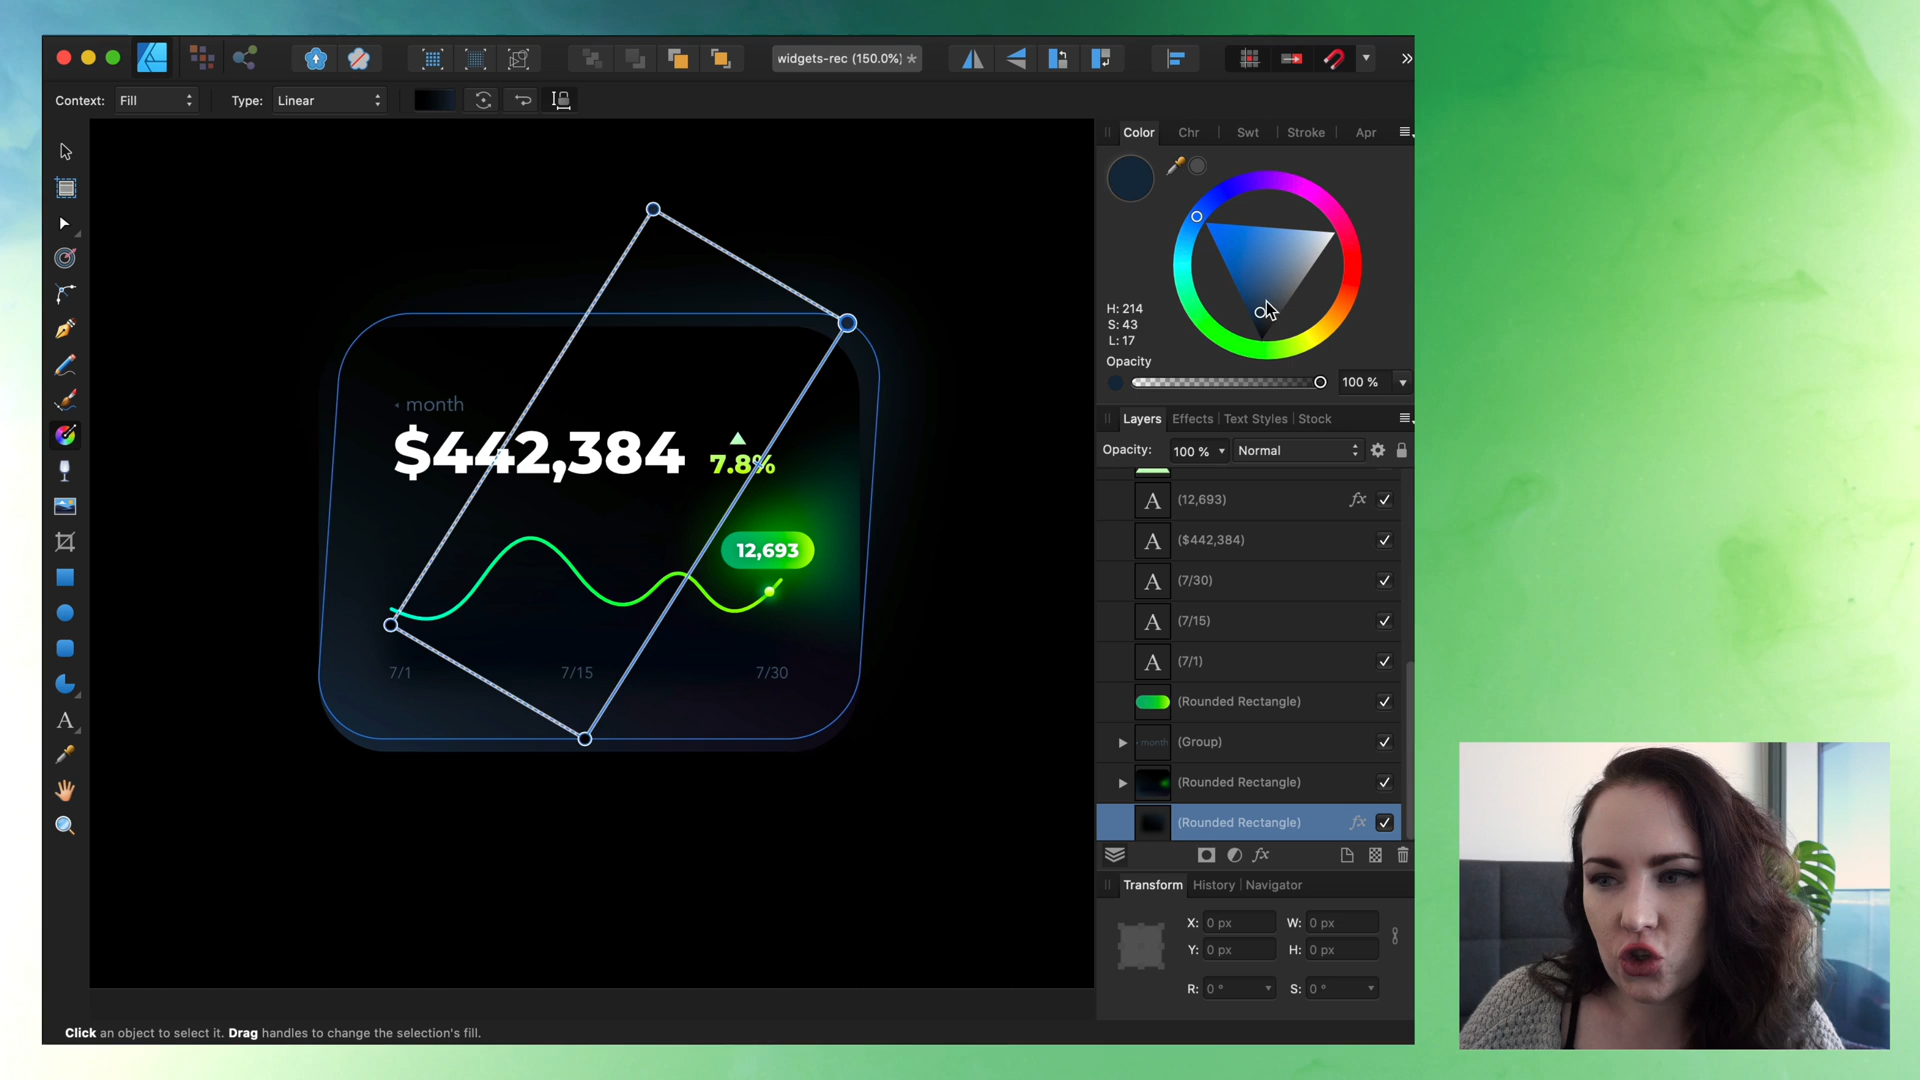 widgets-rec (150.0%) *
Context: Fill Type: Linear
Color Chr Swt Stroke Apr
H: 214
S: 43
L: 17
Opacity
100 %
Layers Effects Text Styles Stock
Opacity: 100 % Normal
A (12,693) fx
A ($442,384)
A (7/30)
A (7/15)
A (7/1)
(Rounded Rectangle)
month (Group)
(Rounded Rectangle)
(Rounded Rectangle) fx
fx
Transform History Navigator
X: 0 px W: 0 px
Y: 0 px H: 0 px
R: 0 ° S: 0 °
month
$442,384
7.8%
12,693
7/1 7/15 7/30
A
Click an object to select it. Drag handles to change the selection's fill.